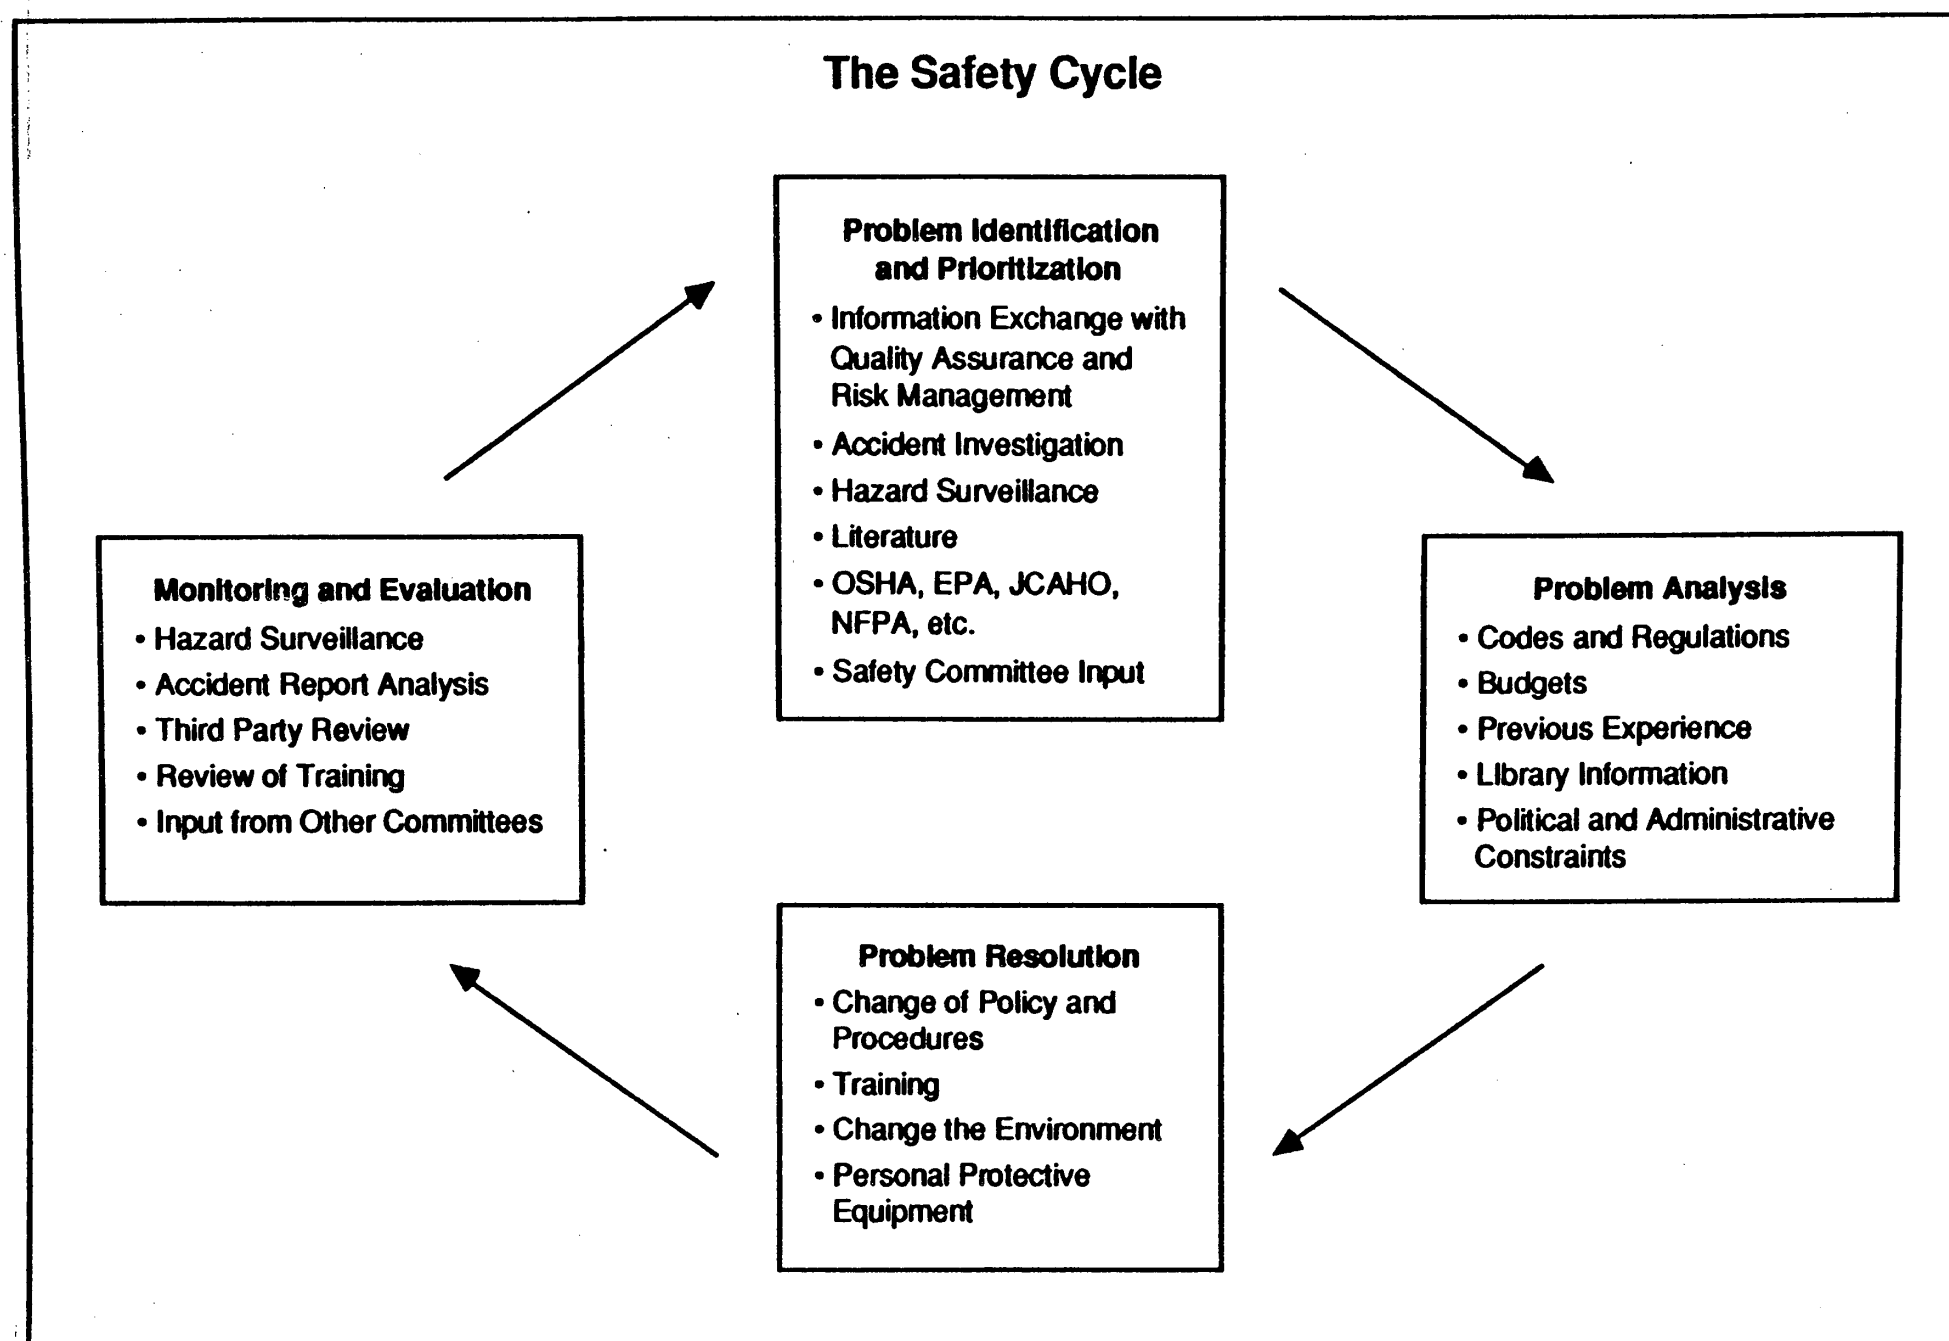 The Safety Cycle
Problem Identification
and Prioritization
• Information Exchange with
Quality Assurance and
Risk Management
• Accident Investigation
• Hazard Surveillance
• Literature
• OSHA, EPA, JCAHO,
NFPA, etc.
• Safety Committee Input
Monitoring and Evaluation
• Hazard Surveillance
• Accident Report Analysis
• Third Party Review
• Review of Training
• Input from Other Committees
Problem Analysis
• Codes and Regulations
• Budgets
• Previous Experience
• Library Information
• Political and Administrative
Constraints
Problem Resolution
• Change of Policy and
Procedures
• Training
• Change the Environment
• Personal Protective
Equipment